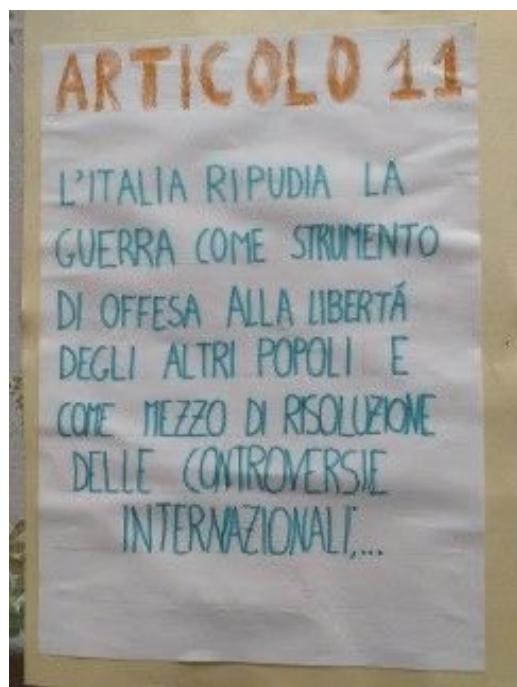 ARTICOLO 11
L'ITALIA RIPUDIA LA
GUERRA COME STRUMENTO
DI OFFESA ALLA LIBERTÁ
DEGLI ALTRI POPOLI E
COME MEZZO DI RISOLUZIONE
DELLE CONTROVERSIE
INTERNAZIONALI,...